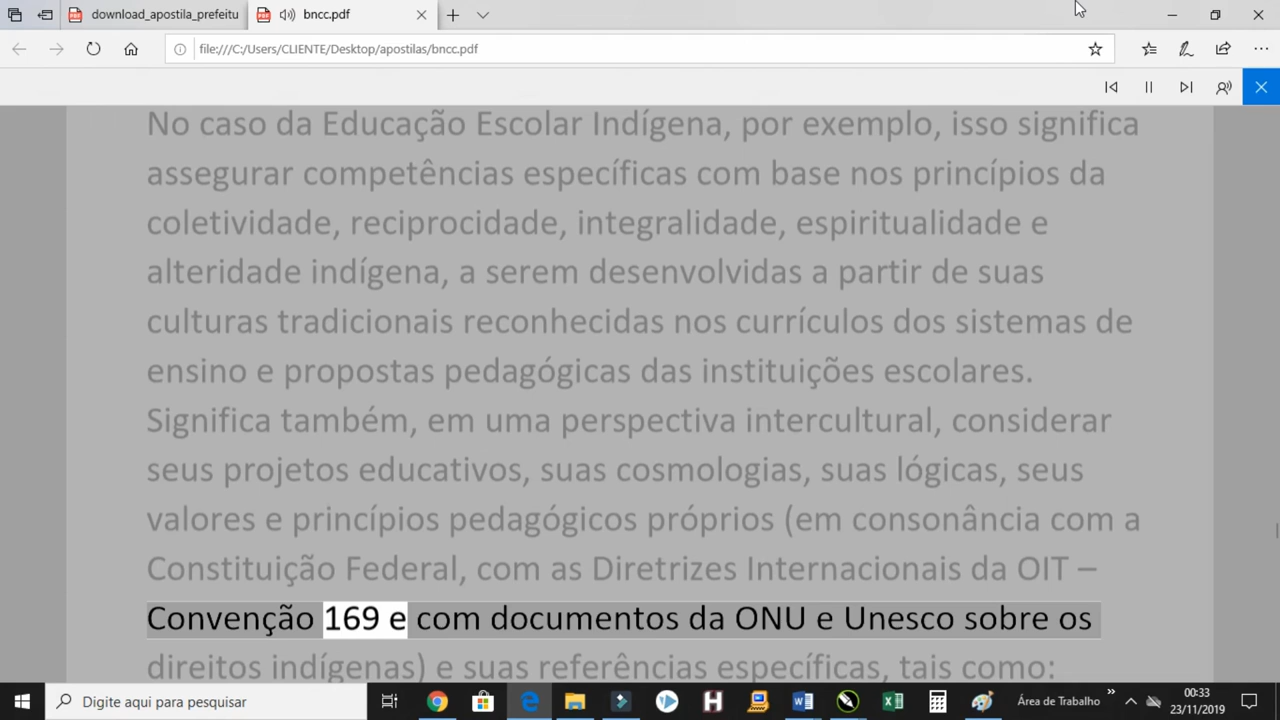 download_apostila_prefeitu
bncc.pdf
file:///C:/Users/CLIENTE/Desktop/apostilas/bncc.pdf
No caso da Educação Escolar Indígena, por exemplo, isso significa
assegurar competências específicas com base nos princípios da
coletividade, reciprocidade, integralidade, espiritualidade e
alteridade indígena, a serem desenvolvidas a partir de suas
culturas tradicionais reconhecidas nos currículos dos sistemas de
ensino e propostas pedagógicas das instituições escolares.
Significa também, em uma perspectiva intercultural, considerar
seus projetos educativos, suas cosmologias, suas lógicas, seus
valores e princípios pedagógicos próprios (em consonância com a
Constituição Federal, com as Diretrizes Internacionais da OIT –
Convenção 169 e com documentos da ONU e Unesco sobre os
direitos indígenas) e suas referências específicas, tais como:
Digite aqui para pesquisar
Área de Trabalho
00:33
23/11/2019